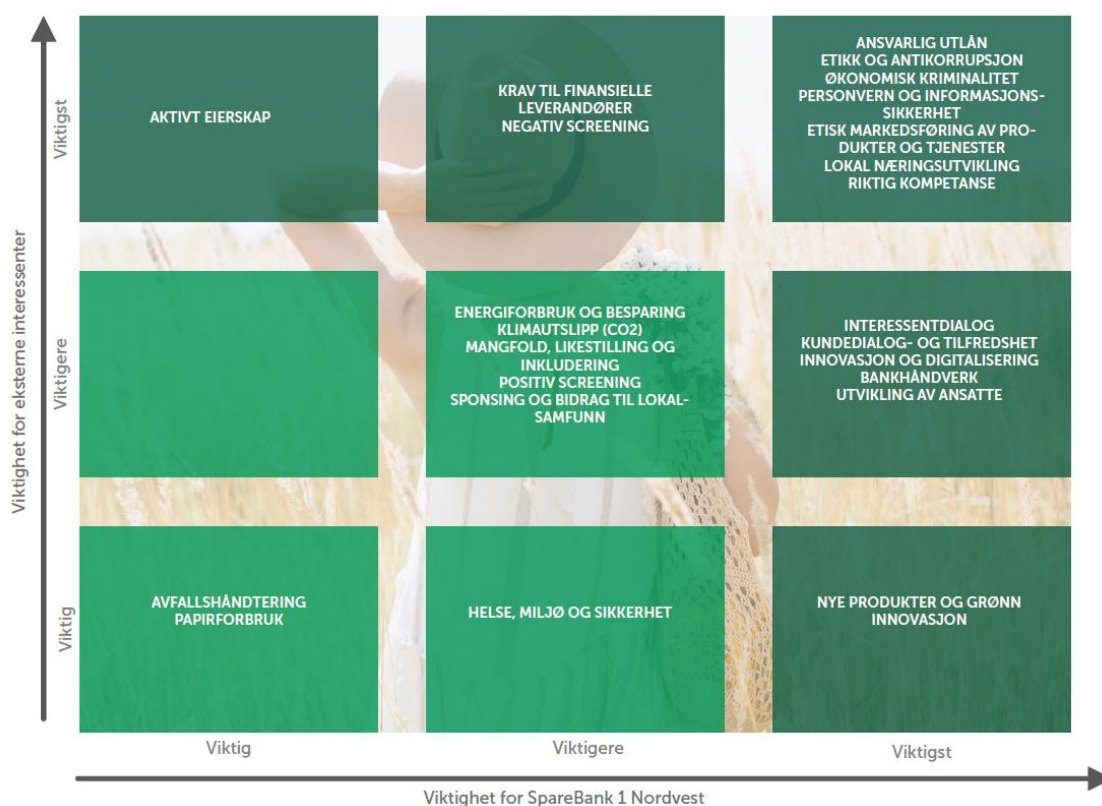 Viktighet for eksterne interessenter
Viktigst
AKTIVT EIERSKAP
KRAV TIL FINANSIELLE
LEVERANDØRER
NEGATIV SCREENING
ANSVARLIG UTLÅN
ETIKK OG ANTIKORRUPSJON
ØKONOMISK KRIMINALITET
PERSONVERN OG INFORMASJONS-
SIKKERHET
ETISK MARKEDSFØRING AV PRO-
DUKTER OG TJENESTER
LOKAL NÆRINGSUTVIKLING
RIKTIG KOMPETANSE
Viktigere
ENERGIFORBRUK OG BESPARING
KLIMAUTSLIPP (CO2)
MANGFOLD, LIKESTILLING OG
INKLUDERING
POSITIV SCREENING
SPONSING OG BIDRAG TIL LOKAL-
SAMFUNN
INTERESSENTDIALOG
KUNDEDIALOG- OG TILFREDSHET
INNOVASJON OG DIGITALISERING
BANKHÅNDVERK
UTVIKLING AV ANSATTE
Viktig
AVFALLSHÅNDTERING
PAPIRFORBRUK
HELSE, MILJØ OG SIKKERHET
NYE PRODUKTER OG GRØNN
INNOVASJON
Viktig
Viktigere
Viktigst
Viktighet for SpareBank 1 Nordvest